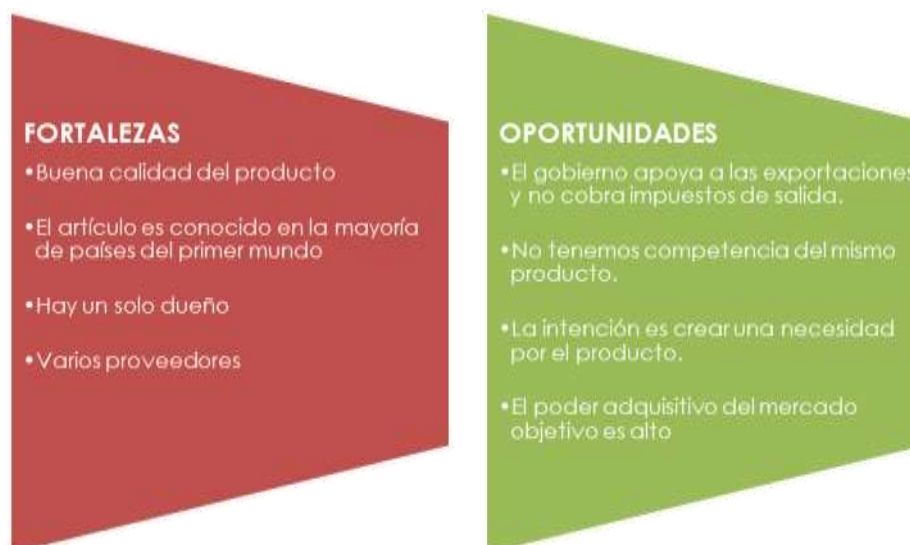 FORTALEZAS
•Buena calidad del producto
•El artículo es conocido en la mayoría
de países del primer mundo
•Hay un solo dueño
•Varios proveedores
OPORTUNIDADES
•El gobierno apoya a las exportaciones
y no cobra impuestos de salida.
•No tenemos competencia del mismo
producto.
•La intención es crear una necesidad
por el producto.
•El poder adquisitivo del mercado
objetivo es alto